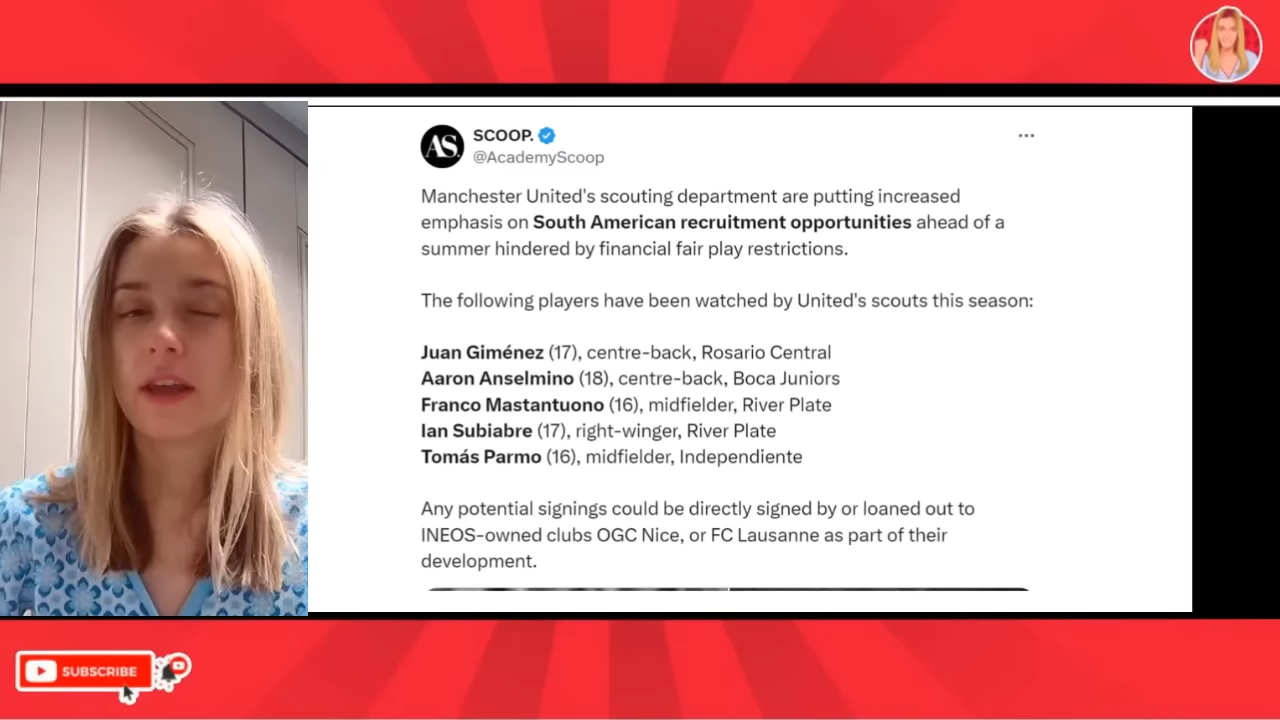 SCOOP.
AS.
@AcademyScoop
Manchester United's scouting department are putting increased
emphasis on South American recruitment opportunities ahead of a
summer hindered by financial fair play restrictions.
The following players have been watched by United's scouts this season:
Juan Giménez (17), centre-back, Rosario Central
Aaron Anselmino (18), centre-back, Boca Juniors
Franco Mastantuono (16), midfielder, River Plate
Ian Subiabre (17), right-winger, River Plate
Tomás Parmo (16), midfielder, Independiente
Any potential signings could be directly signed by or loaned out to
INEOS-owned clubs OGC Nice, or FC Lausanne as part of their
development.
SUBSCRIBE